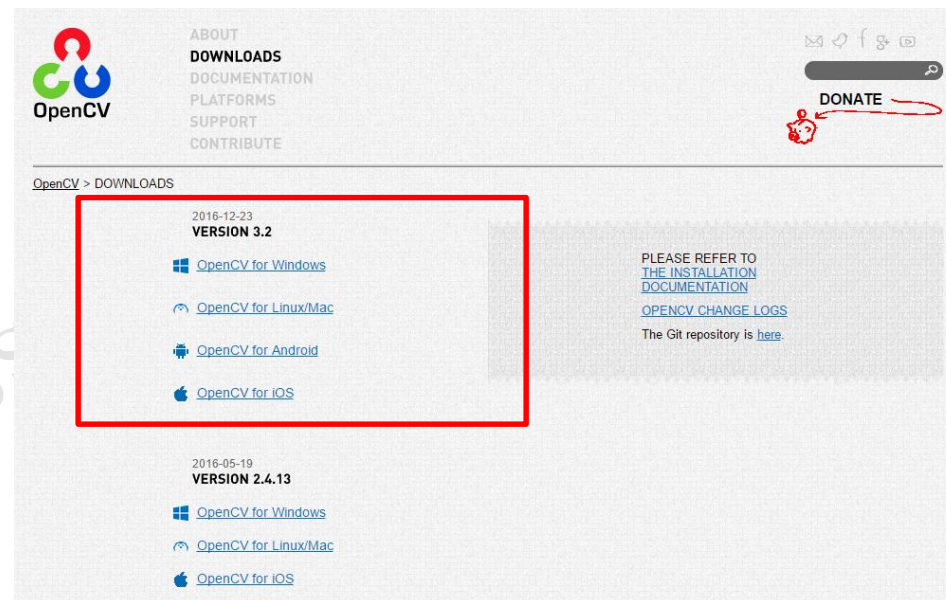 OpenCV
ABOUT
DOWNLOADS
DOCUMENTATION
PLATFORMS
SUPPORT
CONTRIBUTE
DONATE
OpenCV > DOWNLOADS
2016-12-23
VERSION 3.2
OpenCV for Windows
OpenCV for Linux/Mac
OpenCV for Android
OpenCV for iOS
PLEASE REFER TO
THE INSTALLATION
DOCUMENTATION
OPENCV CHANGE LOGS
The Git repository is here.
2016-05-19
VERSION 2.4.13
OpenCV for Windows
OpenCV for Linux/Mac
OpenCV for iOS